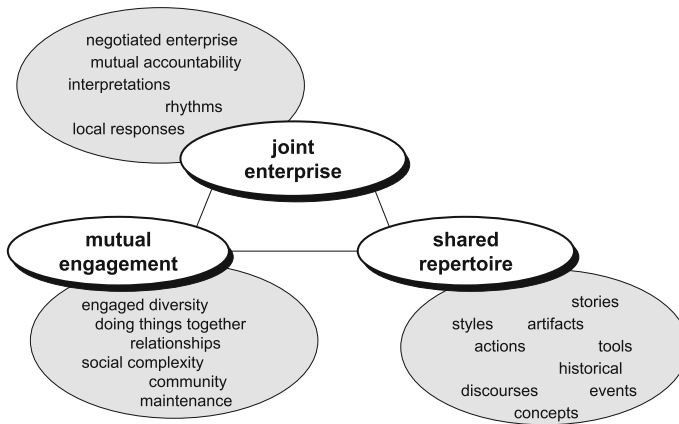 negotiated enterprise
mutual accountability
interpretations
rhythms
local responses
joint
enterprise
mutual
engagement
shared
repertoire
engaged diversity
doing things together
relationships
social complexity
community
maintenance
stories
styles artifacts
actions tools
historical
discourses events
concepts